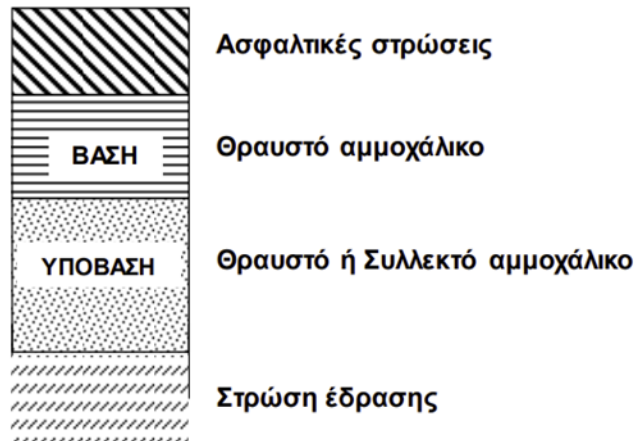 Ασφαλτικές στρώσεις
ΒΑΣΗ
Θραυστό αμμοχάλικο
ΥΠΟΒΑΣΗ
Θραυστό ή Συλλεκτό αμμοχάλικο
Στρώση έδρασης